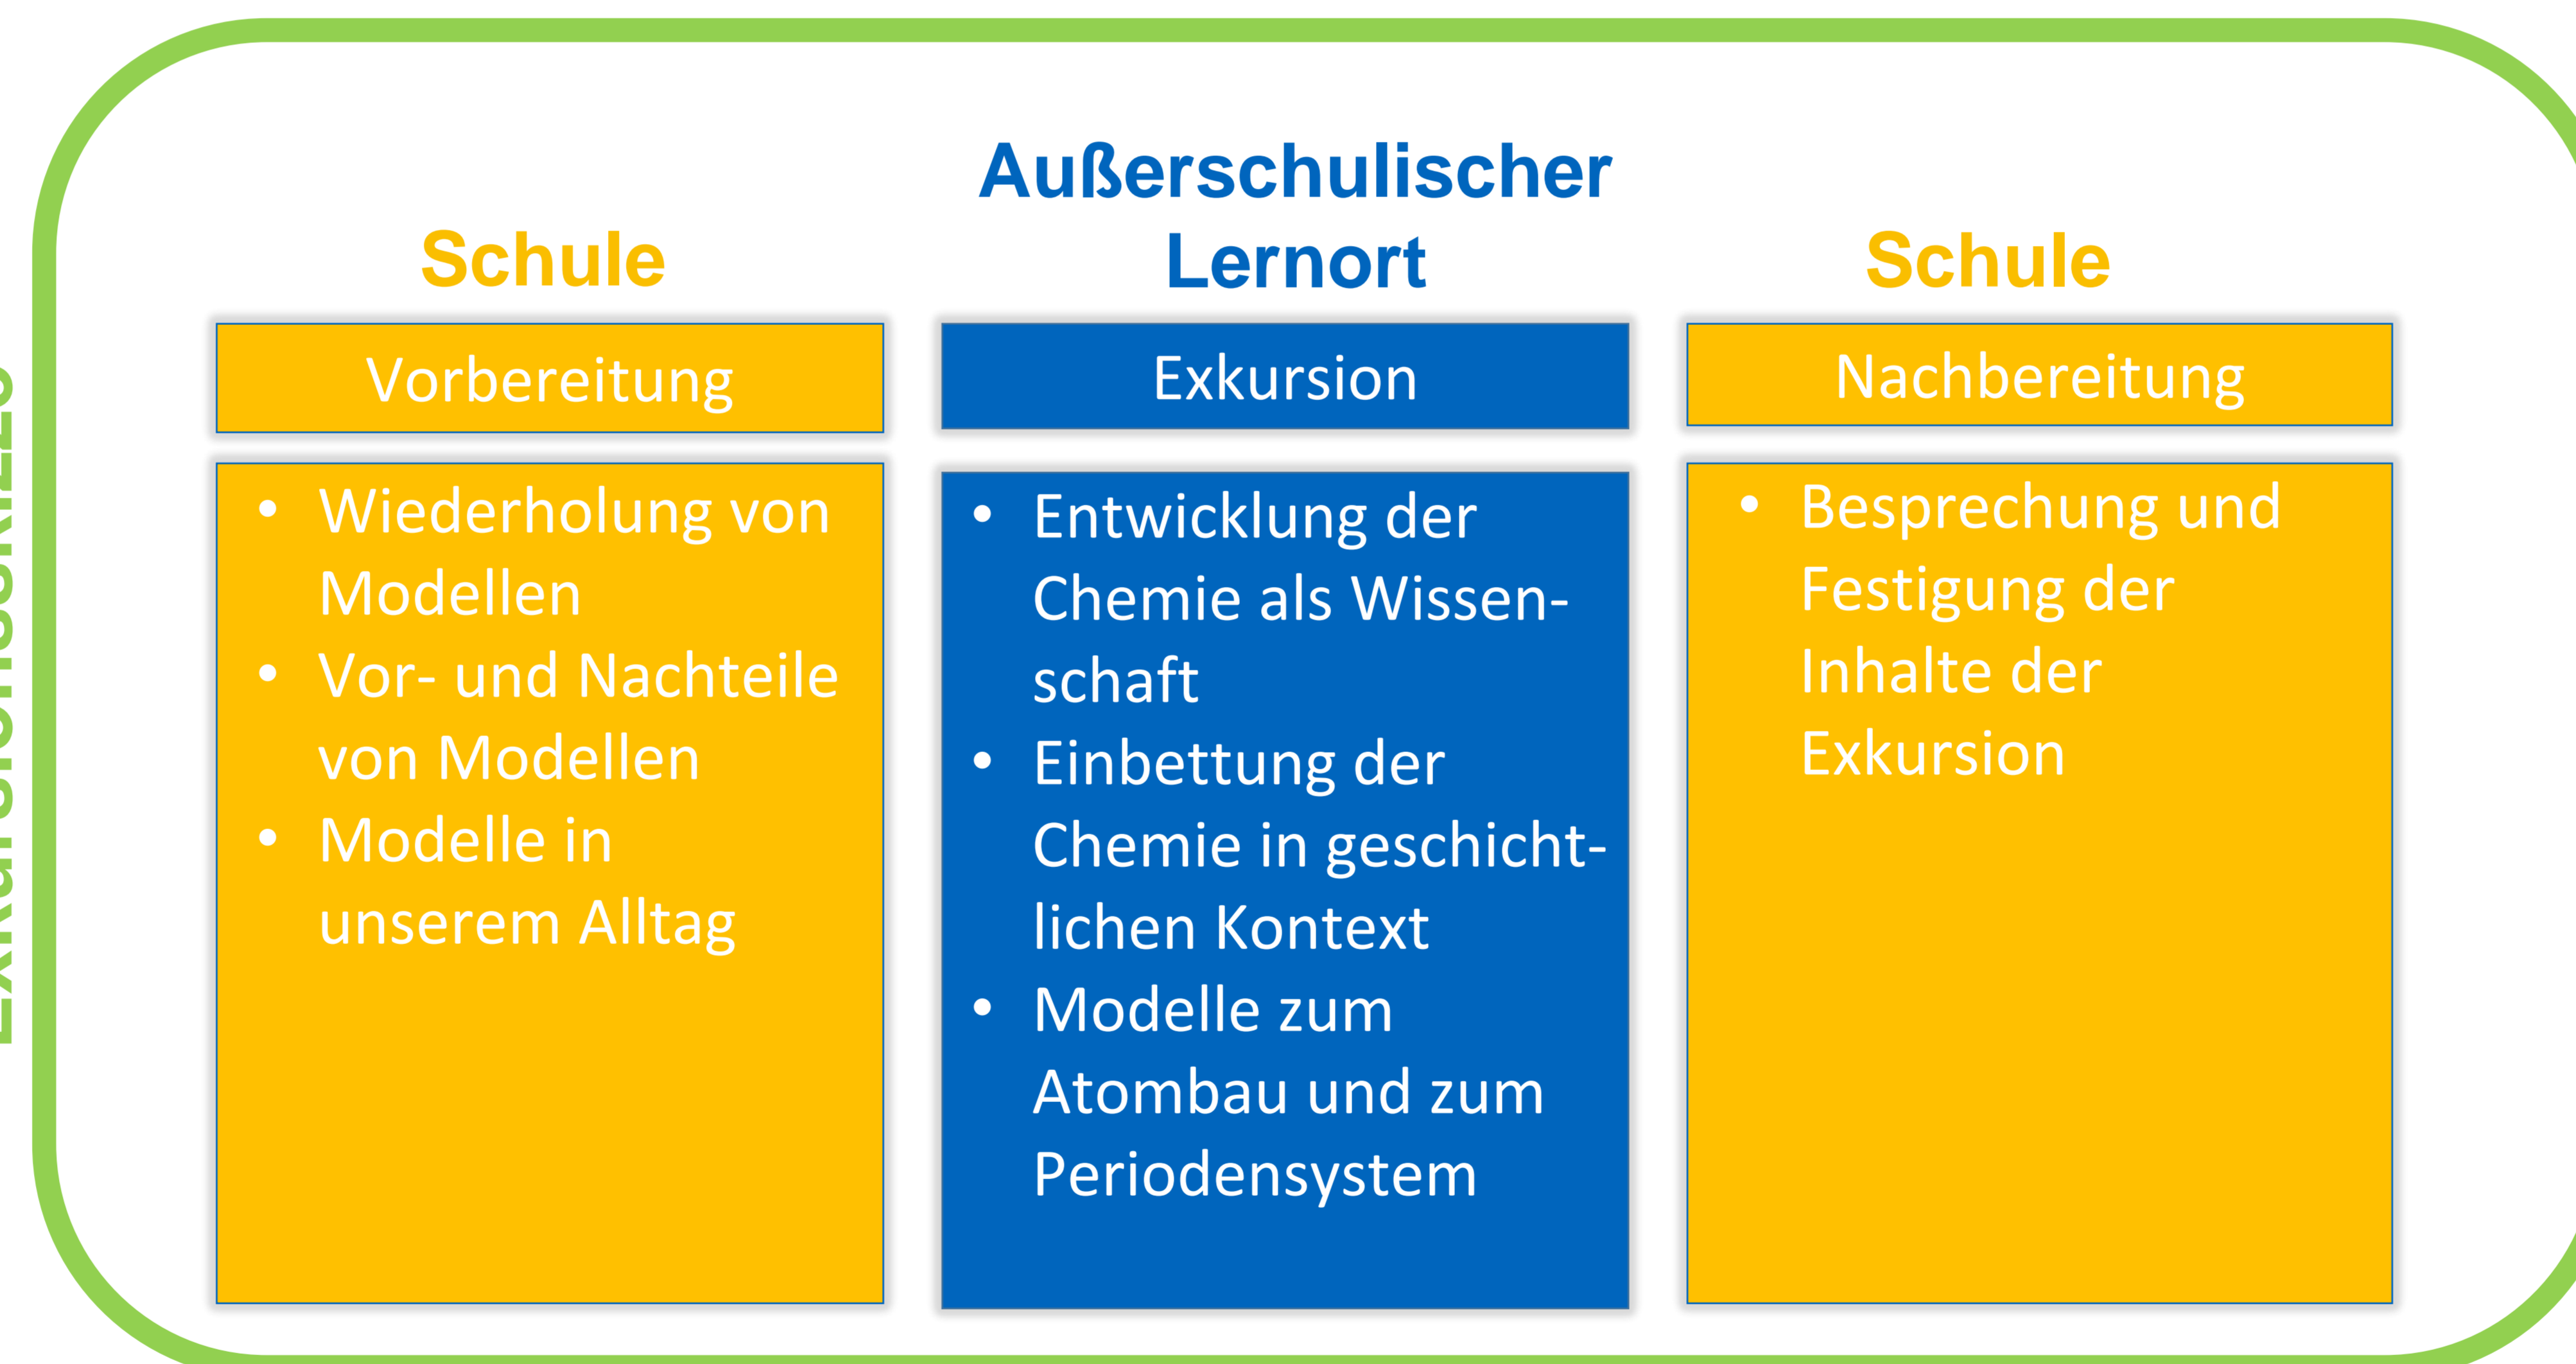 Schule
Vorbereitung
• Wiederholung von
Modellen
• Vor- und Nachteile
von Modellen
• Modelle in
unserem Alltag
Außerschulischer
Lernort
Exkursion
• Entwicklung der
Chemie als Wissen-
schaft
• Einbettung der
Chemie in geschicht-
lichen Kontext
• Modelle zum
Atombau und zum
Periodensystem
Schule
Nachbereitung
• Besprechung und
Festigung der
Inhalte der
Exkursion